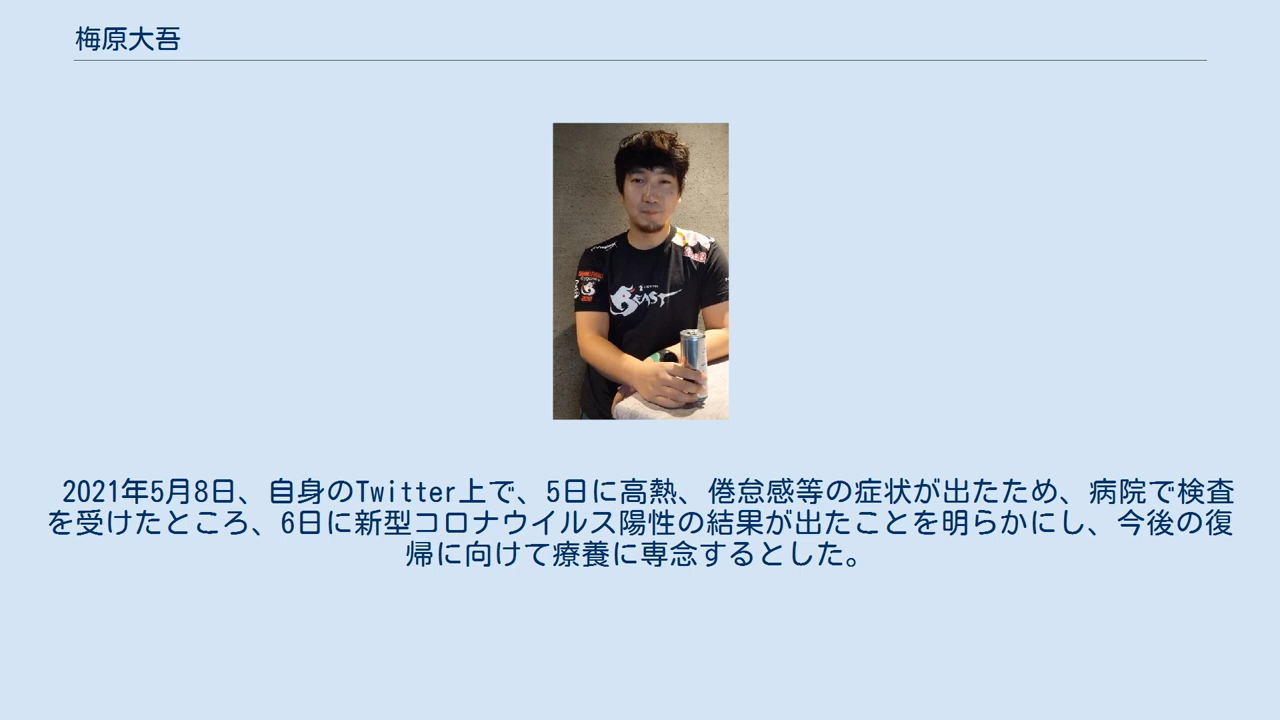 梅原大吾
BEAST
2021年5月8日、自身のTwitter上で、5日に高熱、倦怠感等の症状が出たため、病院で検査
を受けたところ、6日に新型コロナウイルス陽性の結果が出たことを明らかにし、今後の復
帰に向けて療養に専念するとした。